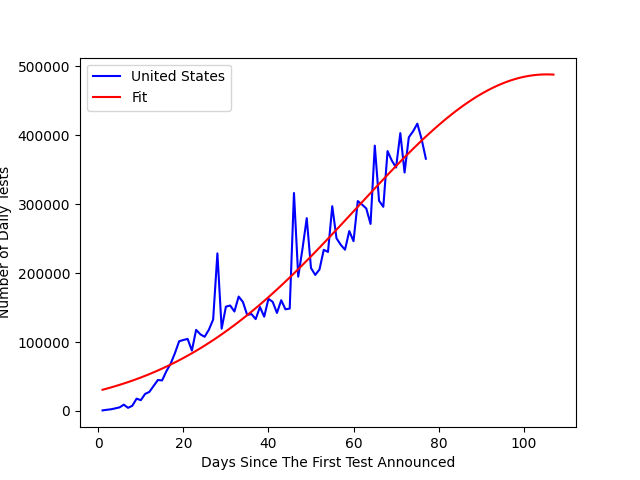 United States
Fit
500000
400000
300000
200000
100000
0
Number of Daily Tests
0 20 40 60 80 100
Days Since The First Test Announced